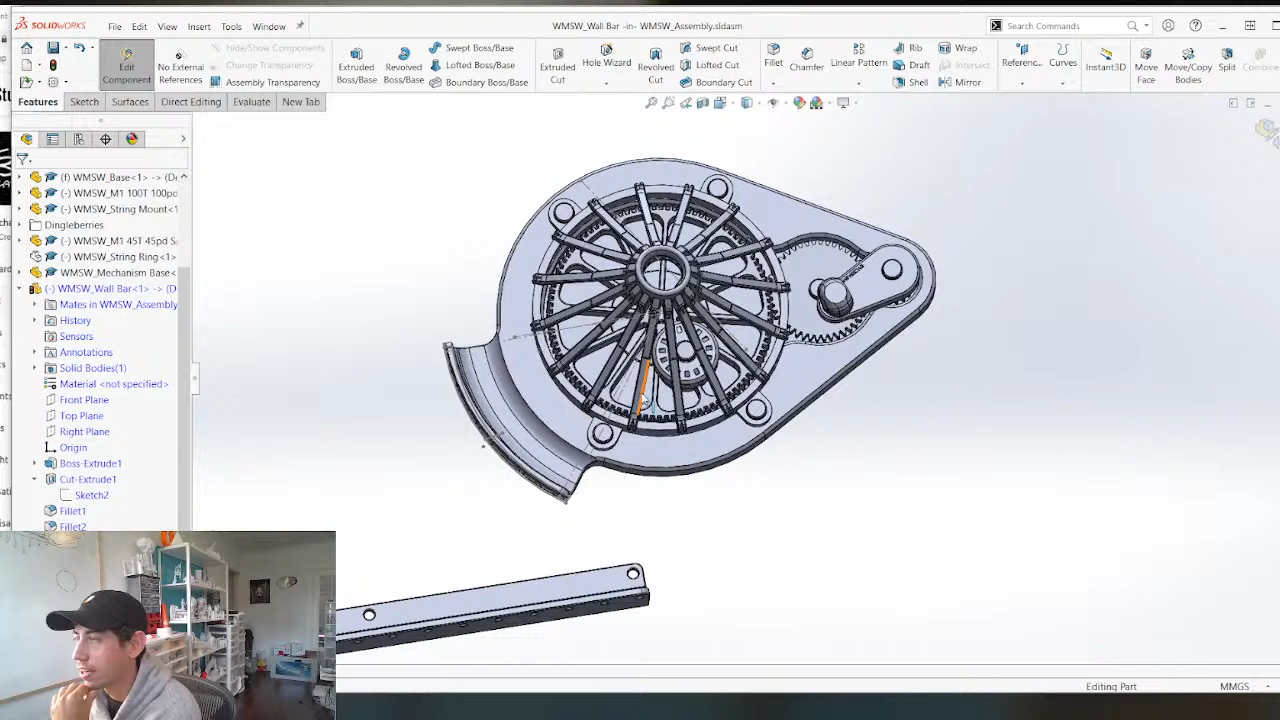 SOLIDWORKS
File
Edit
View
Insert
Tools
Window
WMSW_Wall Bar -in- WMSW_Assembly.sldasm
Search Commands
Edit Component
No External References
Hide/Show Components
Change Transparency
Assembly Transparency
Extruded Boss/Base
Revolved Boss/Base
Swept Boss/Base
Lofted Boss/Base
Boundary Boss/Base
Extruded Cut
Hole Wizard
Revolved Cut
Swept Cut
Lofted Cut
Boundary Cut
Fillet
Chamfer
Linear Pattern
Rib
Draft
Shell
Wrap
Intersect
Mirror
Referenc...
Curves
Instant3D
Move Face
Move/Copy Bodies
Split
Combine
Features
Sketch
Surfaces
Direct Editing
Evaluate
New Tab
(f) WMSW_Base<1> -> (De
(-) WMSW_M1 100T 100pd
(-) WMSW_String Mount<1
Dingleberries
(-) WMSW_M1 45T 45pd S
(-) WMSW_String Ring<1>
WMSW_Mechanism Base<
(-) WMSW_Wall Bar<1> -> (D
Mates in WMSW_Assembly
History
Sensors
Annotations
Solid Bodies(1)
Material <not specified>
Front Plane
Top Plane
Right Plane
Origin
Boss-Extrude1
Cut-Extrude1
Sketch2
Fillet1
Fillet2
Editing Part
MMGS